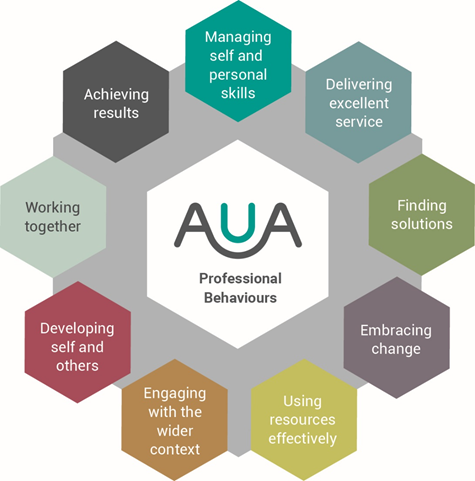 Managing
self and
personal
skills
Delivering
excellent
service
Finding
solutions
Embracing
change
Using
resources
effectively
Engaging
with the
wider
context
Developing
self and
others
Working
together
Achieving
results
AUA
Professional
Behaviours